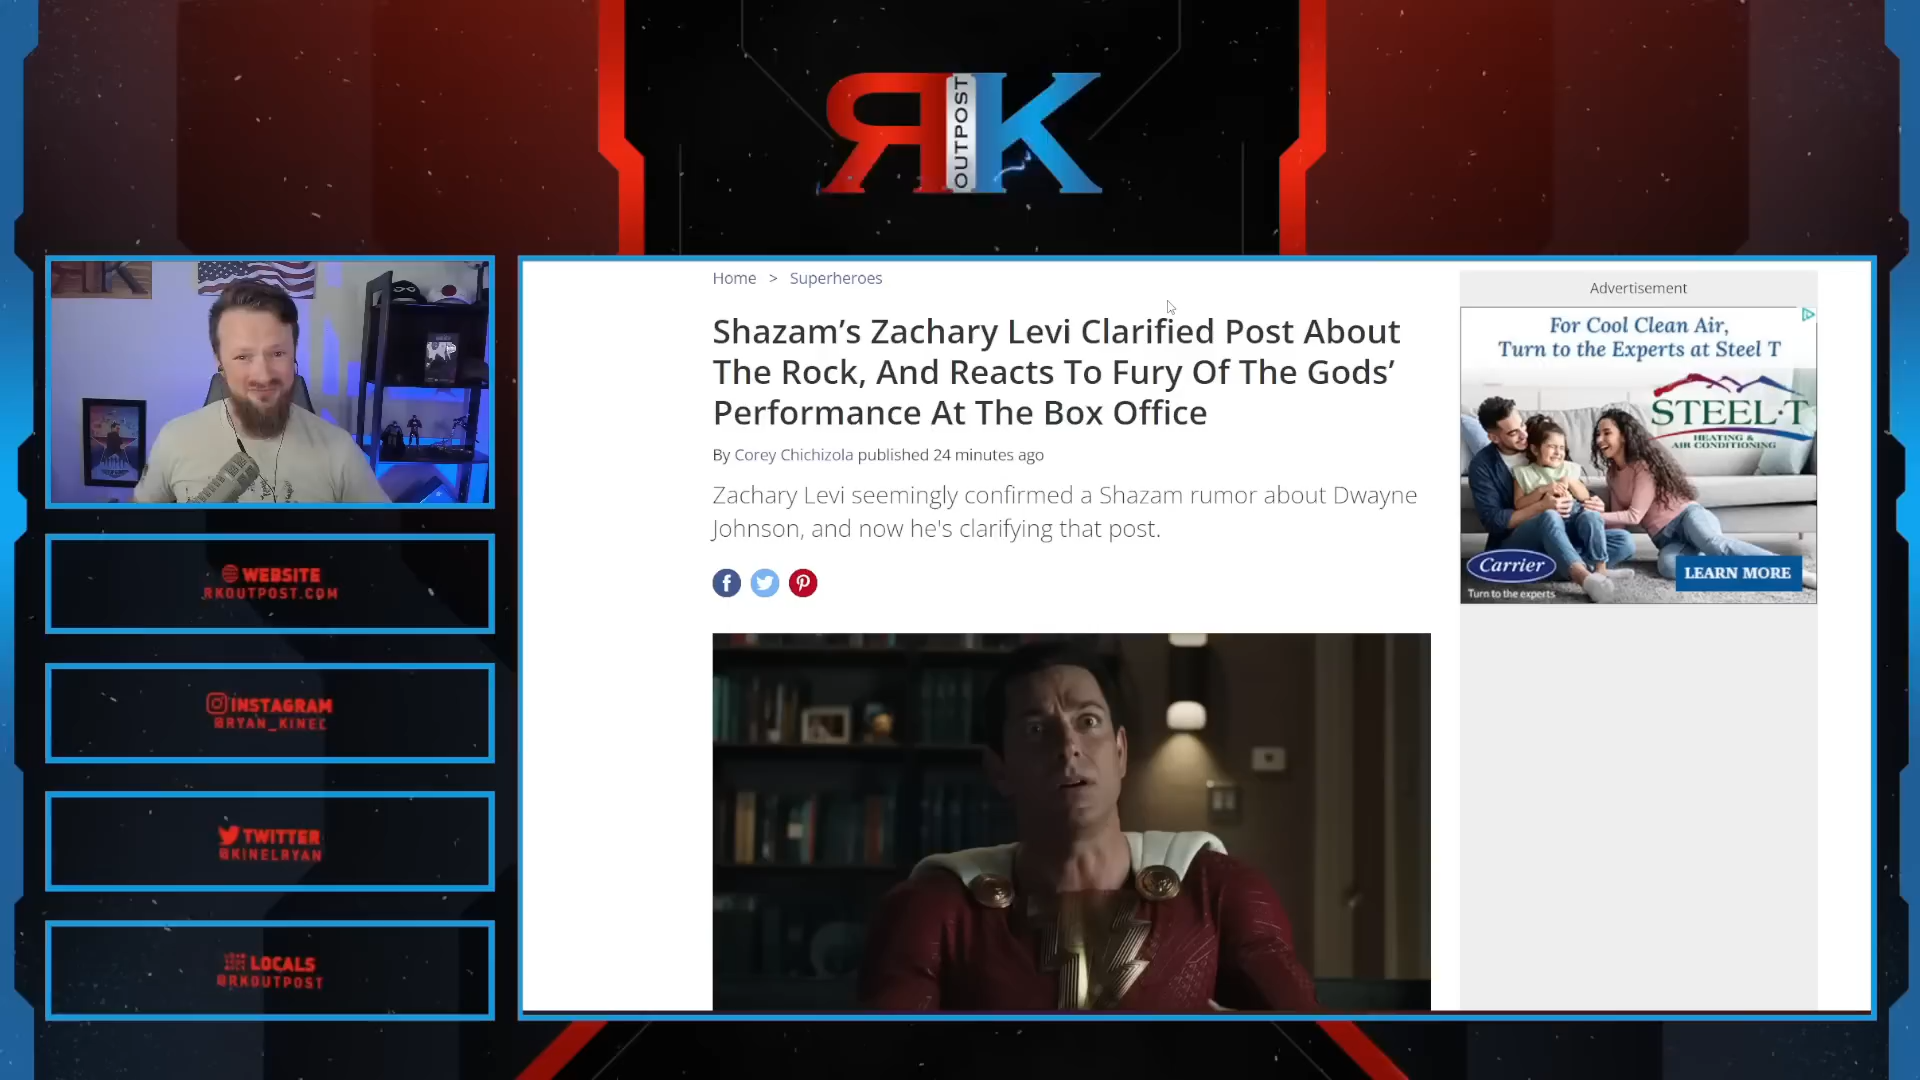 RK
OUTPOST
Home > Superheroes
Shazam’s Zachary Levi Clarified Post About
The Rock, And Reacts To Fury Of The Gods’
Performance At The Box Office
By Corey Chichizola published 24 minutes ago
Zachary Levi seemingly confirmed a Shazam rumor about Dwayne
Johnson, and now he's clarifying that post.
Advertisement
For Cool Clean Air,
Turn to the Experts at Steel T
STEEL·T
HEATING &
AIR CONDITIONING
Carrier
Turn to the experts
LEARN MORE
WEBSITE
RKOUTPOST.COM
INSTAGRAM
@RYAN_KINEL
TWITTER
@KINELRYAN
LOCALS
@RKOUTPOST